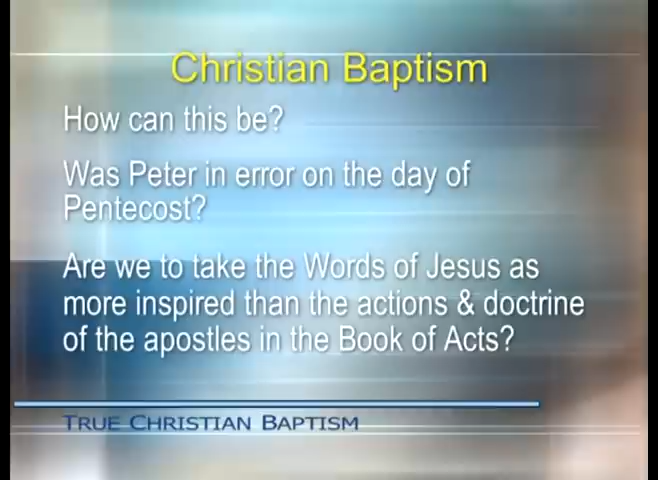 Christian Baptism
How can this be?
Was Peter in error on the day of
Pentecost?
Are we to take the Words of Jesus as
more inspired than the actions & doctrine
of the apostles in the Book of Acts?
TRUE CHRISTIAN BAPTISM